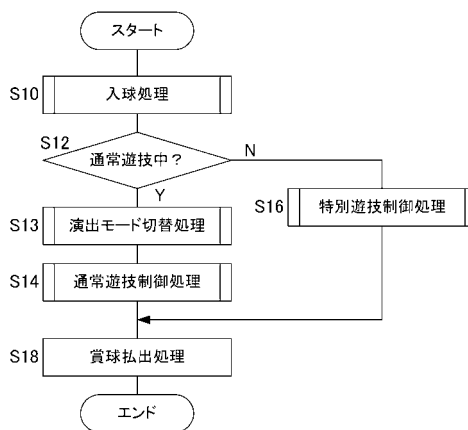 スタート
S10
入球処理
S12
通常遊技中？
N
Y
S13
演出モード切替処理
S16
特別遊技制御処理
S14
通常遊技制御処理
S18
賞球払出処理
エンド